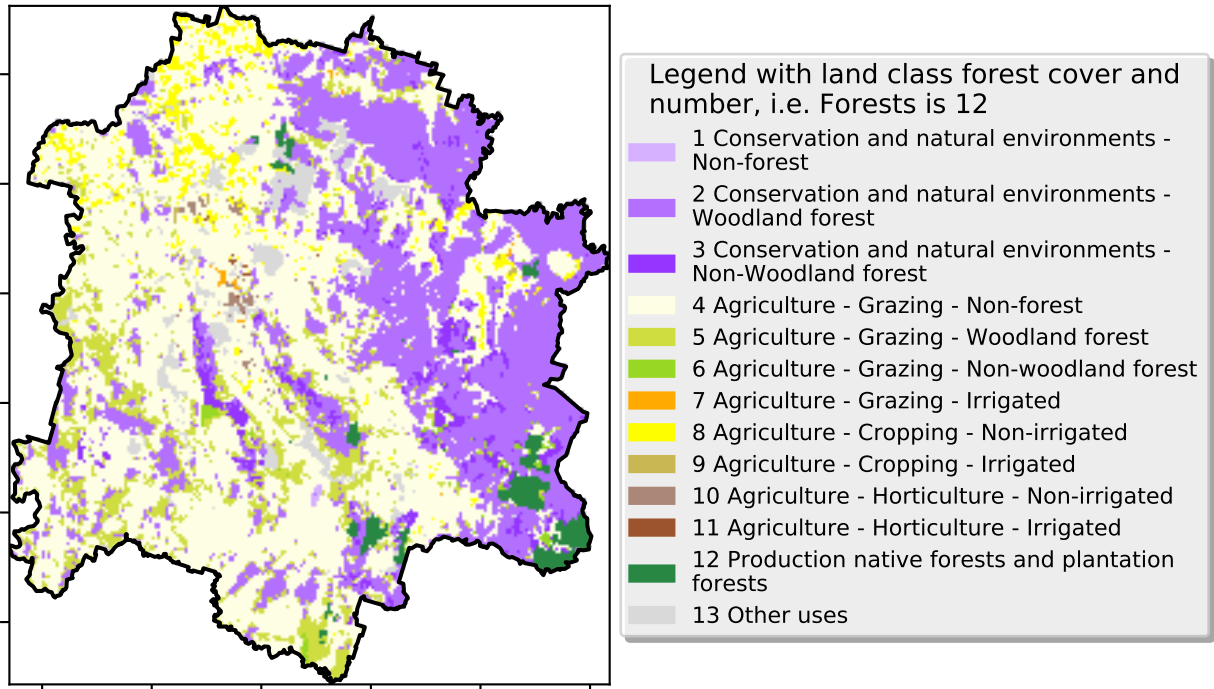 Legend with land class forest cover and
number, i.e. Forests is 12
1 Conservation and natural environments -
Non-forest
2 Conservation and natural environments -
Woodland forest
3 Conservation and natural environments -
Non-Woodland forest
4 Agriculture - Grazing - Non-forest
5 Agriculture - Grazing - Woodland forest
6 Agriculture - Grazing - Non-woodland forest
7 Agriculture - Grazing - Irrigated
8 Agriculture - Cropping - Non-irrigated
9 Agriculture - Cropping - Irrigated
10 Agriculture - Horticulture - Non-irrigated
11 Agriculture - Horticulture - Irrigated
12 Production native forests and plantation
forests
13 Other uses